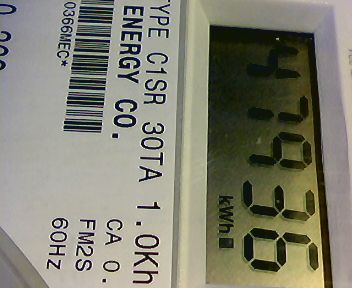 47936
kWh
TYPE C1SR 30TA 1.0Kh
ENERGY CO.
CA 0.
FM2S
60HZ
0366MEC*